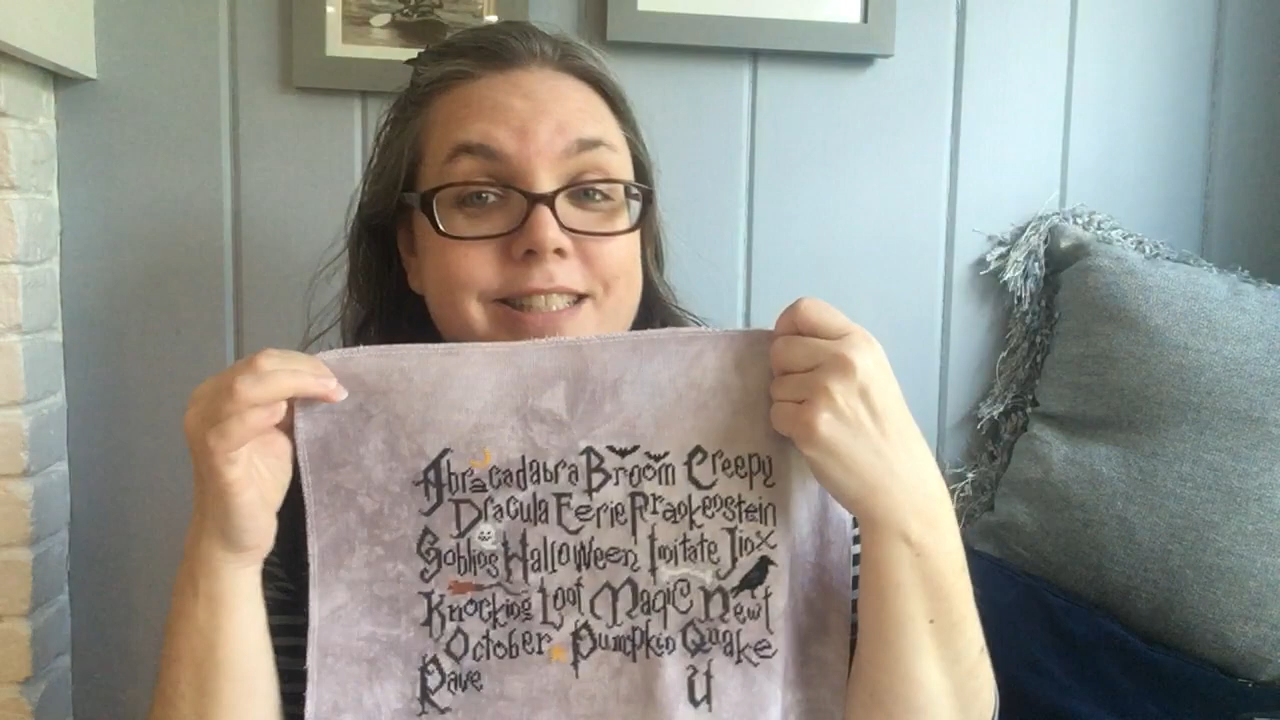 Abracadabra Broom Creepy
Dracula Eerie Frankenstein
Goblins Halloween Imitate Jinx
Knocking Loot Magic Newt
October Pumpkin Quake
Rave U